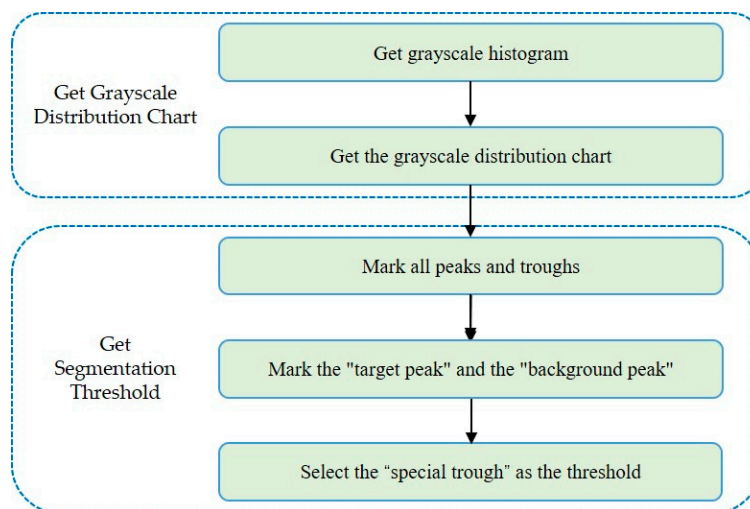 Get Grayscale
Distribution Chart
Get grayscale histogram
Get the grayscale distribution chart
Get
Segmentation
Threshold
Mark all peaks and troughs
Mark the "target peak" and the "background peak"
Select the “special trough” as the threshold